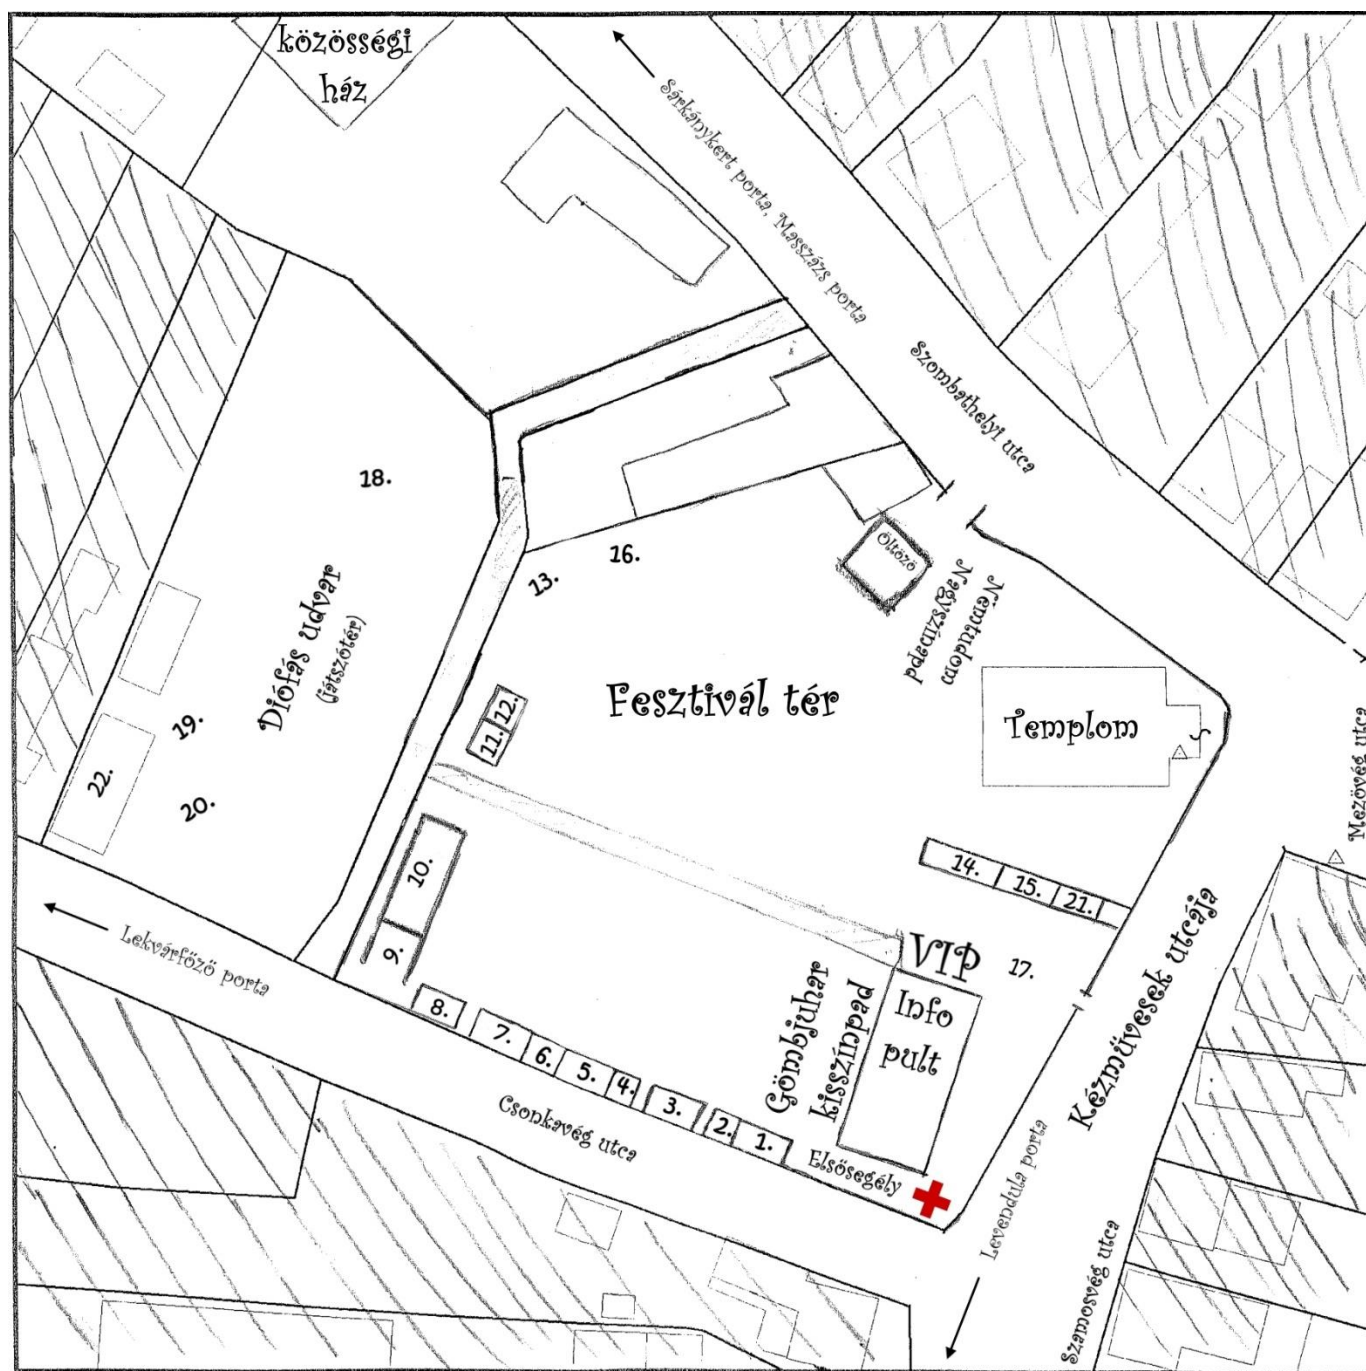 közösségi
ház
Sárkánykert porta, Masszázs porta
Szombathelyi utca
18.
13.
16.
Öltöző
Nemtudom
Nagyszínpad
Diófás udvar
(játszótér)
Fesztivál tér
Templom
12.
11.
19.
22.
20.
Mezővég utca
10.
9.
14.
15.
21.
VIP
17.
Kézművesek utcája
Lekvárfőző porta
8.
7.
6.
5.
4.
3.
2.
1.
Gömbjuhar
kisszínpad
Info
pult
Csonkavég utca
Elsősegély
Levendula porta
Szamosvég utca